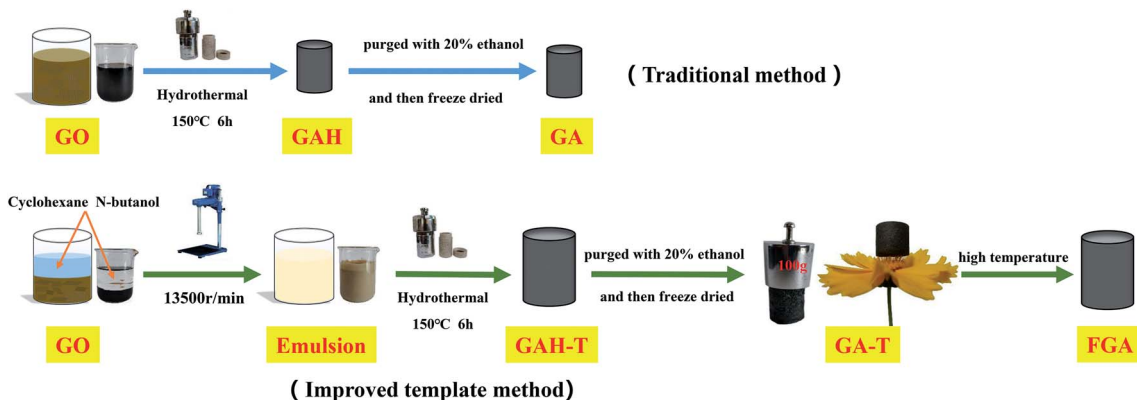 purged with 20% ethanol
( Traditional method )
Hydrothermal
and then freeze dried
150℃ 6h
GO
GAH
GA
Cyclohexane N-butanol
purged with 20% ethanol
100g
high temperature
13500r/min
Hydrothermal
and then freeze dried
150℃ 6h
GO
Emulsion
GAH-T
GA-T
FGA
( Improved template method)